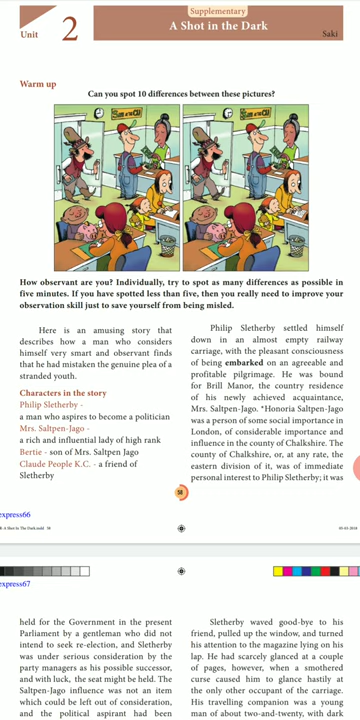 Supplementary
Unit 2
A Shot in the Dark
Saki
Warm up
Can you spot 10 differences between these pictures?
How observant are you? Individually, try to spot as many differences as possible in
five minutes. If you have spotted less than five, then you really need to improve your
observation skill just to save yourself from being misled.
Here is an amusing story that
describes how a man who considers
himself very smart and observant finds
that he had mistaken the genuine plea of a
stranded youth.
Characters in the story
Philip Sletherby -
a man who aspires to become a politician
Mrs. Saltpen-Jago -
a rich and influential lady of high rank
Bertie - son of Mrs. Saltpen Jago
Claude People K.C. - a friend of
Sletherby
Philip Sletherby settled himself
down in an almost empty railway
carriage, with the pleasant consciousness
of being embarked on an agreeable and
profitable pilgrimage. He was bound
for Brill Manor, the country residence
of his newly achieved acquaintance,
Mrs. Saltpen-Jago. *Honoria Saltpen-Jago
was a person of some social importance in
London, of considerable importance and
influence in the county of Chalkshire. The
county of Chalkshire, or, at any rate, the
eastern division of it, was of immediate
personal interest to Philip Sletherby; it was
58
express66
express67
held for the Government in the present
Parliament by a gentleman who did not
intend to seek re-election, and Sletherby
was under serious consideration by the
party managers as his possible successor,
and with luck, the seat might be held. The
Saltpen-Jago influence was not an item
which could be left out of consideration,
and the political aspirant had been
Sletherby waved good-bye to his
friend, pulled up the window, and turned
his attention to the magazine lying on his
lap. He had scarcely glanced at a couple
of pages, however, when a smothered
curse caused him to glance hastily at
the only other occupant of the carriage.
His travelling companion was a young
man of about two-and-twenty, with dark